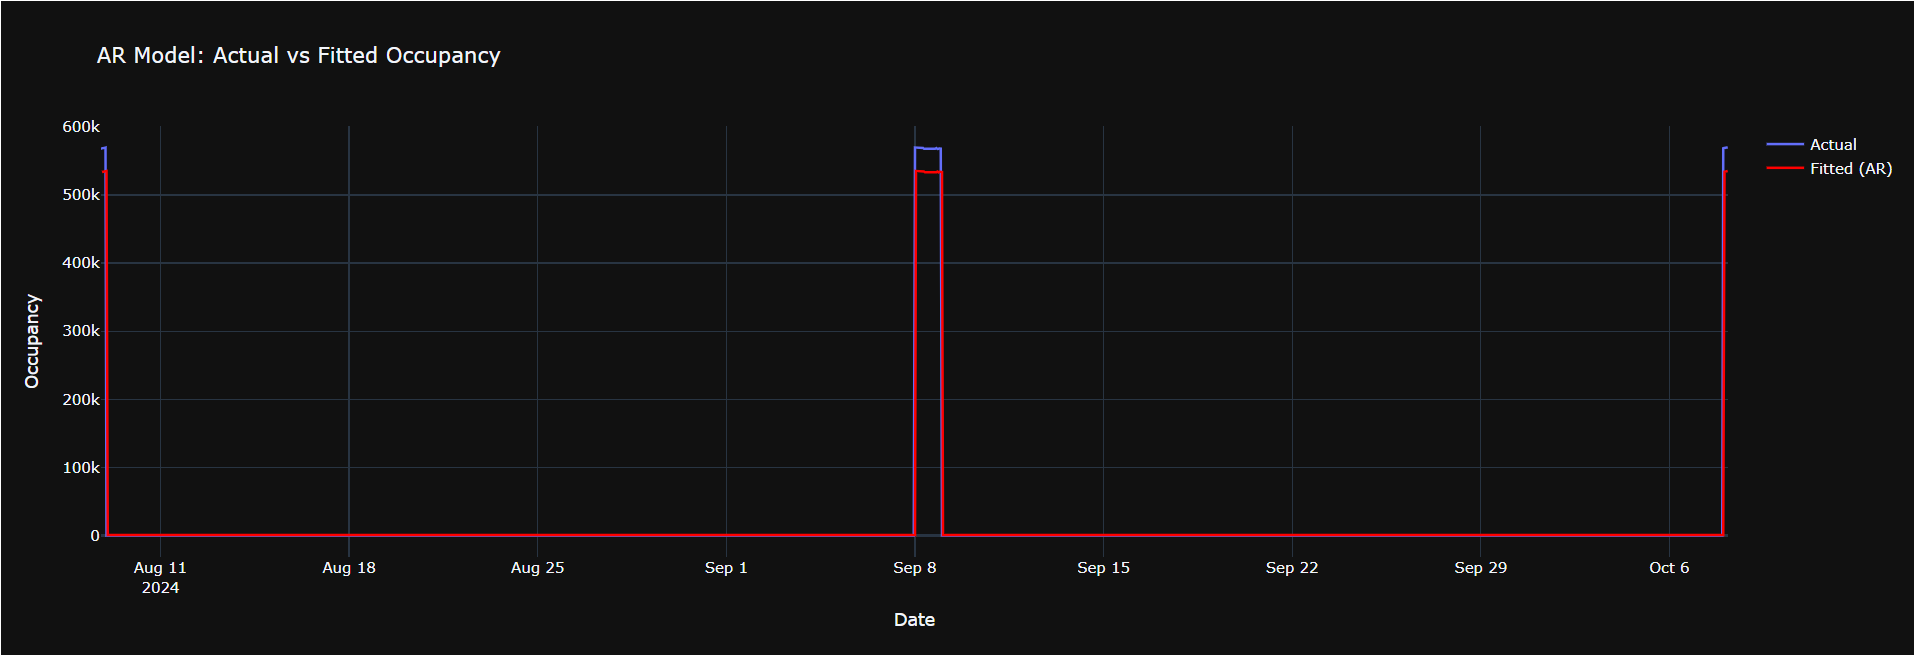 AR Model: Actual vs Fitted Occupancy
600k
500k
400k
300k
200k
100k
0
Occupancy
Aug 11
2024
Aug 18
Aug 25
Sep 1
Sep 8
Sep 15
Sep 22
Sep 29
Oct 6
Date
Actual
Fitted (AR)